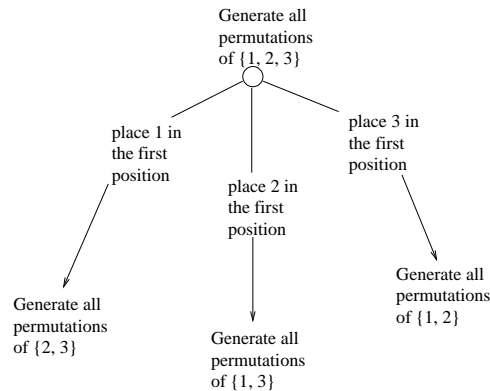 Generate all
permutations
of {1, 2, 3}
place 1 in
the first
position
place 2 in
the first
position
place 3 in
the first
position
Generate all
permutations
of {2, 3}
Generate all
permutations
of {1, 3}
Generate all
permutations
of {1, 2}